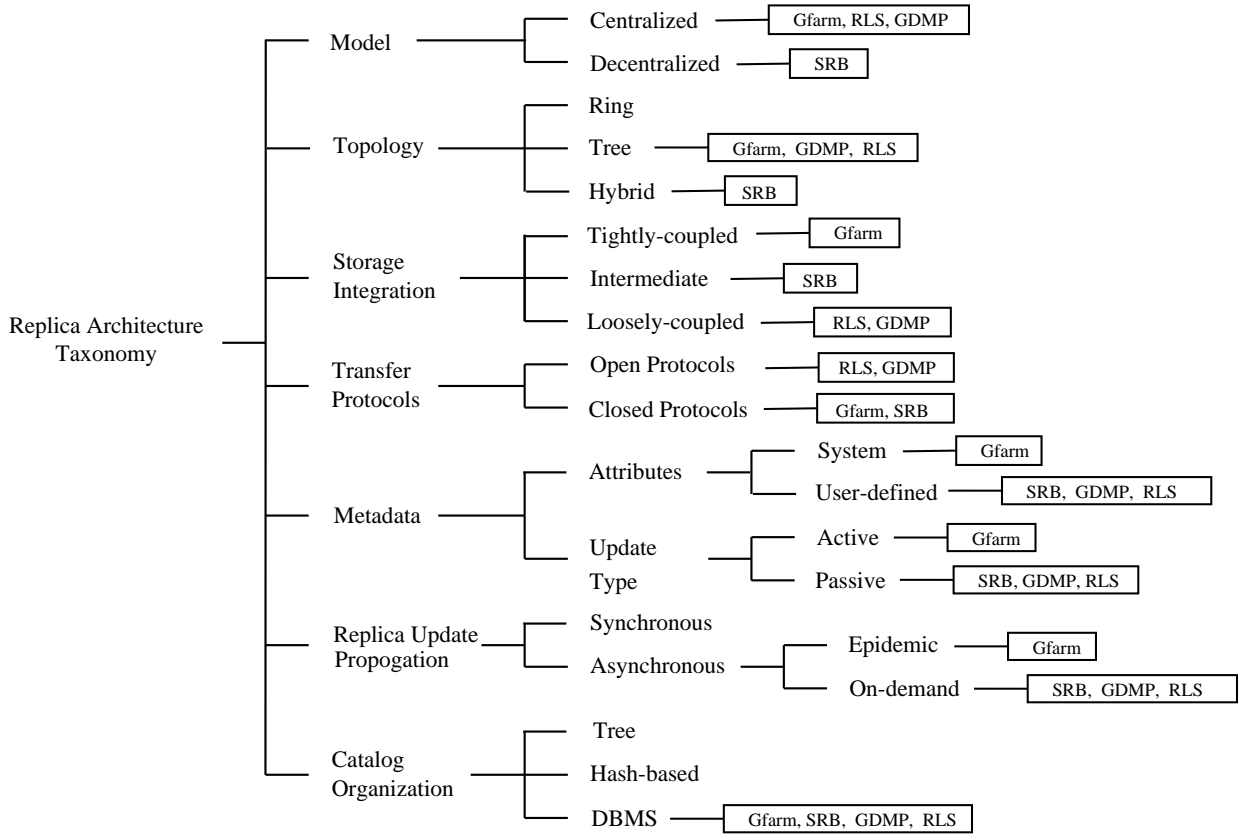 Replica Architecture
Taxonomy
Model
Centralized
Gfarm, RLS, GDMP
Decentralized
SRB
Topology
Ring
Tree
Gfarm, GDMP, RLS
Hybrid
SRB
Storage
Integration
Tightly-coupled
Gfarm
Intermediate
SRB
Loosely-coupled
RLS, GDMP
Transfer
Protocols
Open Protocols
RLS, GDMP
Closed Protocols
Gfarm, SRB
Metadata
Attributes
System
Gfarm
User-defined
SRB, GDMP, RLS
Update
Type
Active
Gfarm
Passive
SRB, GDMP, RLS
Replica Update
Propogation
Synchronous
Asynchronous
Epidemic
Gfarm
On-demand
SRB, GDMP, RLS
Catalog
Organization
Tree
Hash-based
DBMS
Gfarm, SRB, GDMP, RLS